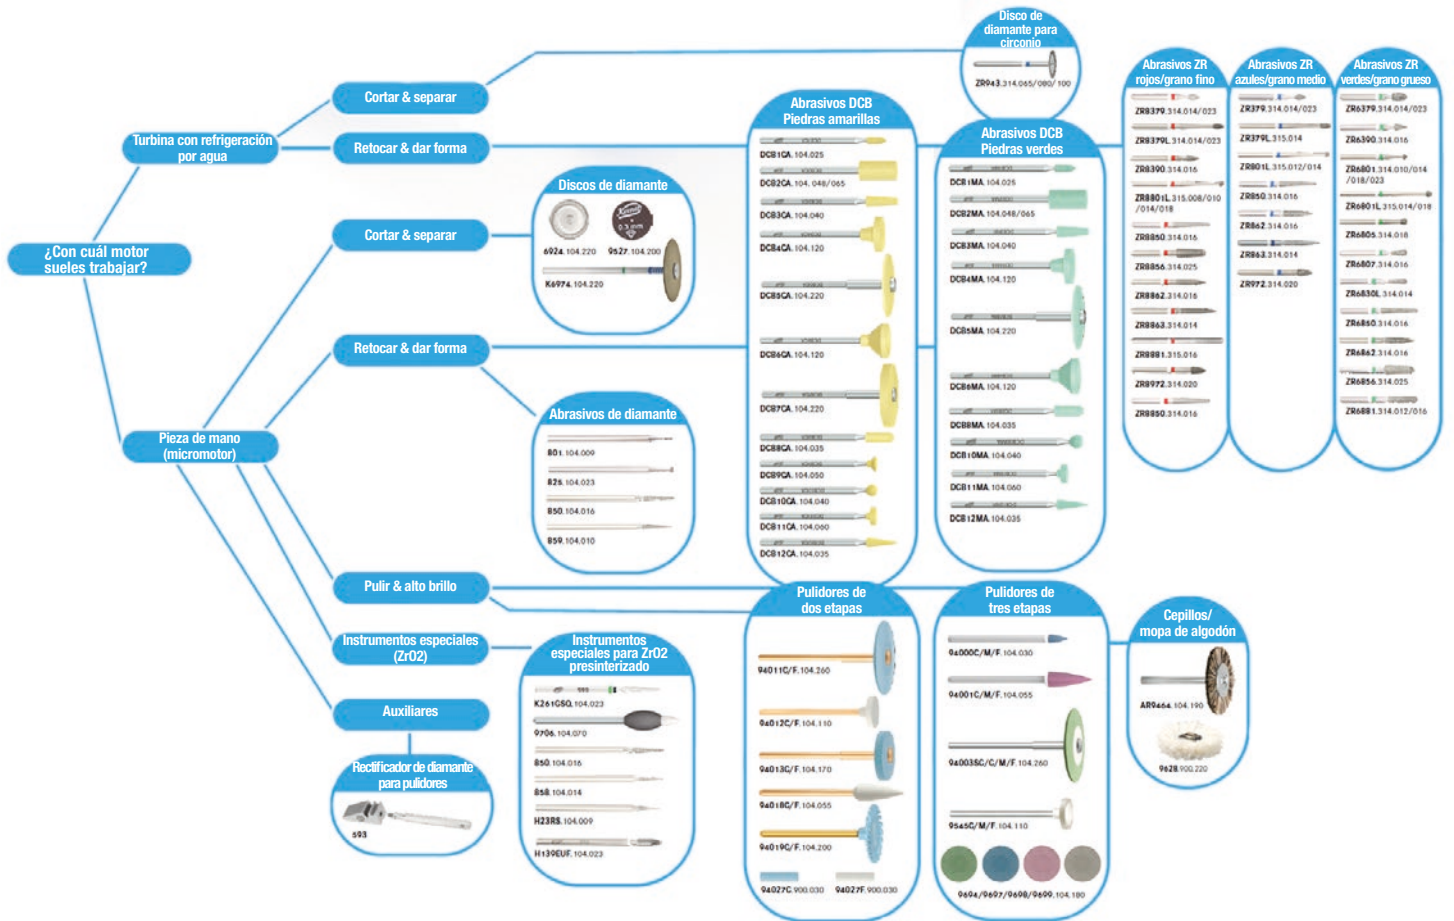 ¿Con cuál motor
sueles trabajar?
Turbina con refrigeración
por agua
Cortar & separar
Disco de
diamante para
circonio
ZR943.314.065/080/100
Retocar & dar forma
Abrasivos ZR
rojos/grano fino
ZR8379.314.014/023
ZR8379L.314.014/023
ZR8390.314.016
ZR8801L.315.008/010
/014/018
ZR8850.314.016
ZR8856.314.025
ZR8862.314.016
ZR8863.314.014
ZR8881.315.016
ZR8972.314.020
ZR8850.314.016
Abrasivos ZR
azules/grano medio
ZR379.314.014/023
ZR379L.315.014
ZR801L.315.012/014
ZR850.314.016
ZR862.314.016
ZR863.314.014
ZR972.314.020
Abrasivos ZR
verdes/grano grueso
ZR6379.314.014/023
ZR6390.314.016
ZR6801.314.010/014
/018/023
ZR6801L.315.014/018
ZR6805.314.018
ZR6807.314.016
ZR6830L.314.014
ZR6850.314.016
ZR6862.314.016
ZR6856.314.025
ZR6881.314.012/016
Pieza de mano
(micromotor)
Cortar & separar
Discos de diamante
6924.104.220
9527.104.200
K6974.104.220
Retocar & dar forma
Abrasivos DCB
Piedras amarillas
DCB1CA.104.025
DCB2CA.104.048/065
DCB3CA.104.040
DCB4CA.104.120
DCB5CA.104.220
DCB6CA.104.120
DCB7CA.104.220
DCB8CA.104.035
DCB9CA.104.050
DCB10CA.104.040
DCB11CA.104.060
DCB12CA.104.035
Abrasivos DCB
Piedras verdes
DCB1MA.104.025
DCB2MA.104.048/065
DCB3MA.104.040
DCB4MA.104.120
DCB5MA.104.220
DCB6MA.104.120
DCB8MA.104.035
DCB10MA.104.040
DCB11MA.104.060
DCB12MA.104.035
Abrasivos de diamante
801.104.009
825.104.023
850.104.016
859.104.010
Pulir & alto brillo
Pulidores de
dos etapas
94011C/F.104.260
94012C/F.104.110
94013C/F.104.170
94018C/F.104.055
94019C/F.104.200
94027C.900.030
94027F.900.030
Pulidores de
tres etapas
94000C/M/F.104.030
94001C/M/F.104.055
94003SC/C/M/F.104.260
9545C/M/F.104.110
9694/9697/9698/9699.104.180
Cepillos/
mopa de algodón
AR9464.104.190
9628.900.220
Instrumentos especiales
(ZrO2)
Instrumentos
especiales para ZrO2
presinterizado
K261GSQ.104.023
9706.104.070
850.104.016
858.104.014
H23RS.104.009
H139EUF.104.023
Auxiliares
Rectificador de diamante
para pulidores
593